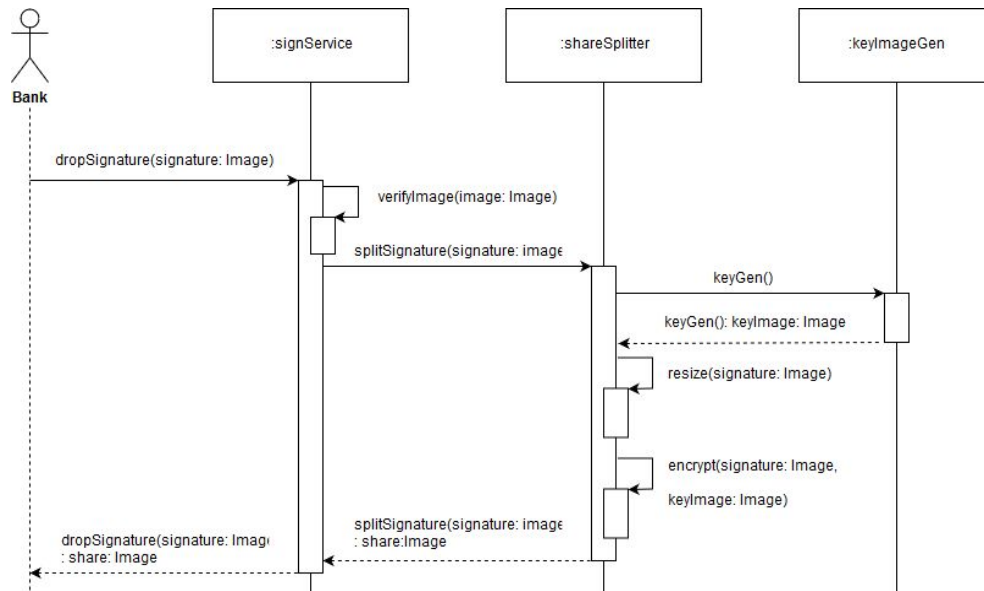 :signService
:shareSplitter
:keyImageGen
Bank
dropSignature(signature: Image)
verifyImage(image: Image)
splitSignature(signature: image
keyGen()
keyGen(): keyImage: Image
resize(signature: Image)
encrypt(signature: Image,
keyImage: Image)
splitSignature(signature: image
: share:Image
dropSignature(signature: Image
: share: Image